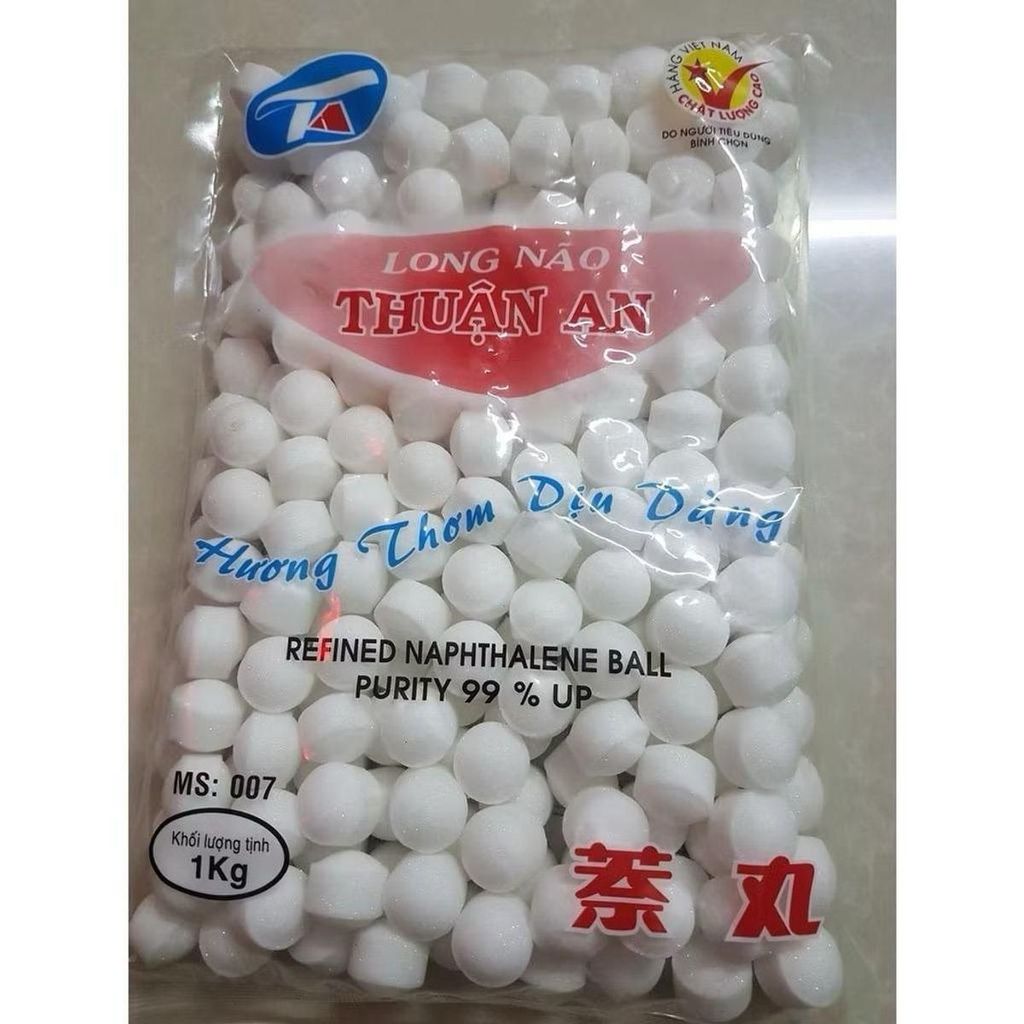 TA
HÀNG VIỆT NAM
CHẤT LƯỢNG CAO
DO NGƯỜI TIÊU DÙNG
BÌNH CHỌN
LONG NÃO
THUẬN AN
Hương Thơm Dịu Dàng
REFINED NAPHTHALENE BALL
PURITY 99 % UP
MS: 007
Khối lượng tịnh
1Kg
萘 丸